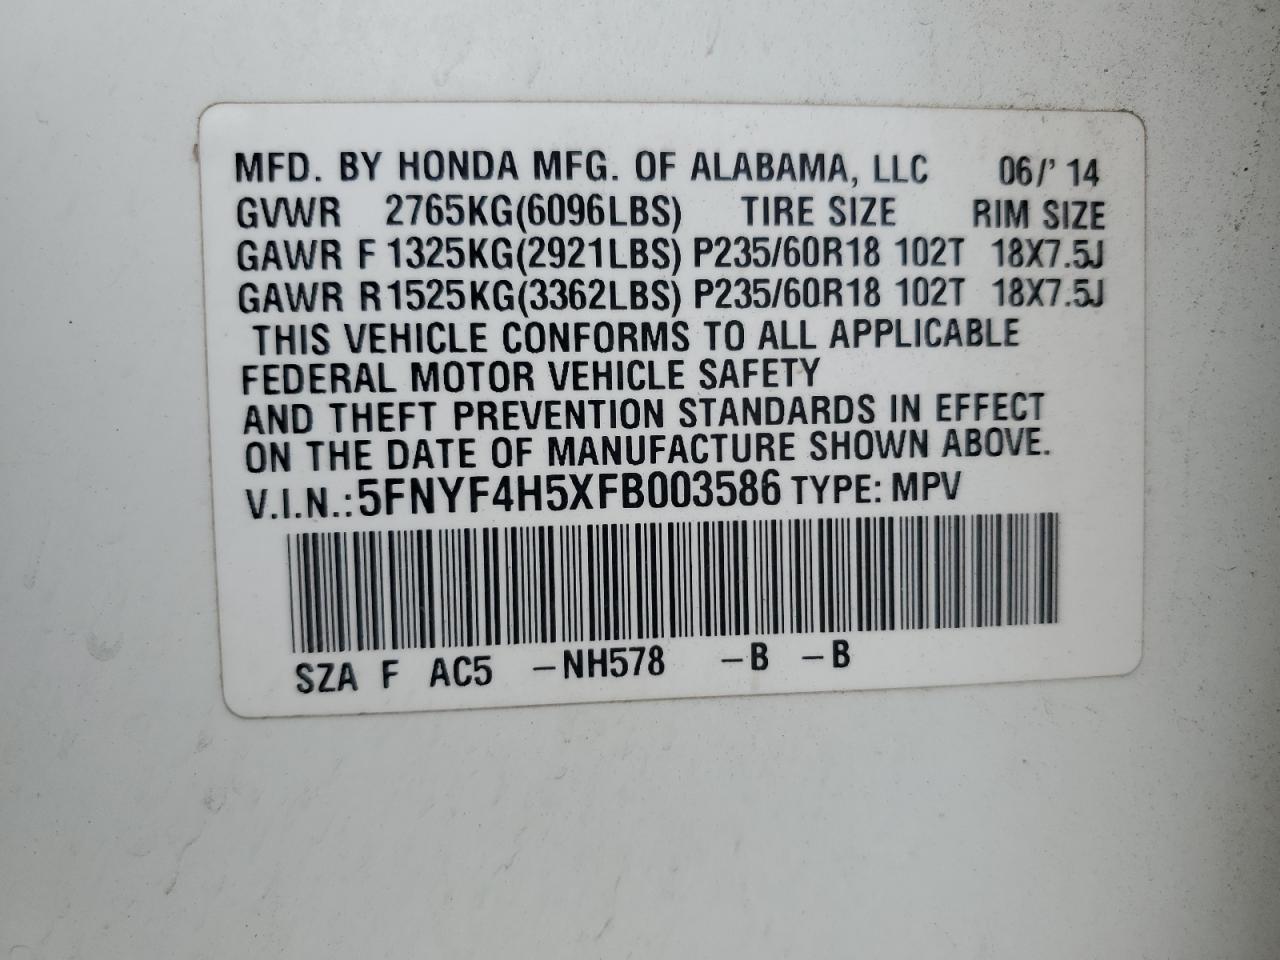 MFD. BY HONDA MFG. OF ALABAMA, LLC 06/' 14
GVWR 2765KG(6096LBS) TIRE SIZE RIM SIZE
GAWR F 1325KG(2921LBS) P235/60R18 102T 18X7.5J
GAWR R 1525KG(3362LBS) P235/60R18 102T 18X7.5J
THIS VEHICLE CONFORMS TO ALL APPLICABLE
FEDERAL MOTOR VEHICLE SAFETY
AND THEFT PREVENTION STANDARDS IN EFFECT
ON THE DATE OF MANUFACTURE SHOWN ABOVE.
V.I.N.: 5FNYF4H5XFB003586 TYPE: MPV
SZA F AC5 –NH578 –B –B